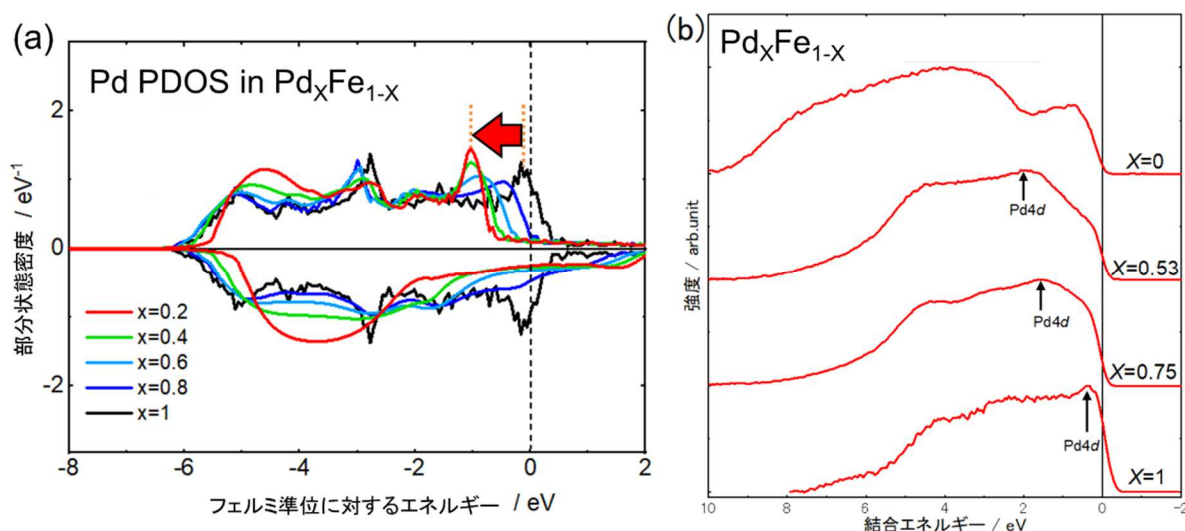 (a)
Pd PDOS in PdXFe1-X
部分状態密度 / eV-1
2
0
-2
x=0.2
x=0.4
x=0.6
x=0.8
x=1
-8 -6 -4 -2 0 2
フェルミ準位に対するエネルギー / eV
(b)
PdXFe1-X
強度 / arb.unit
X=0
Pd4d
X=0.53
Pd4d
X=0.75
Pd4d
X=1
10 8 6 4 2 0 -2
結合エネルギー / eV